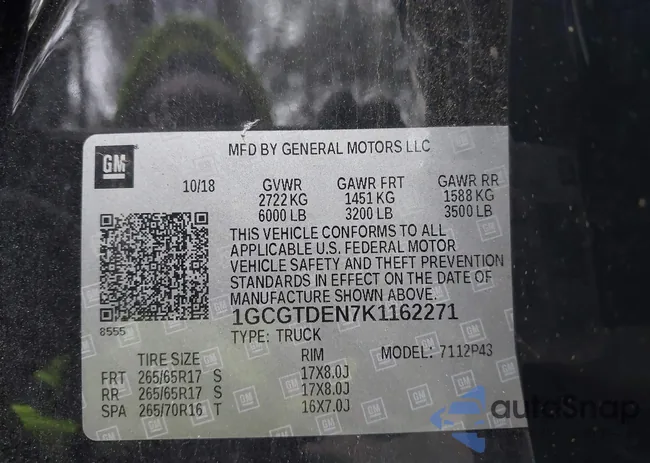 GM
MFD BY GENERAL MOTORS LLC
10/18 GVWR GAWR FRT GAWR RR
2722 KG 1451 KG 1588 KG
6000 LB 3200 LB 3500 LB
THIS VEHICLE CONFORMS TO ALL
APPLICABLE U.S. FEDERAL MOTOR
VEHICLE SAFETY AND THEFT PREVENTION
STANDARDS IN EFFECT ON THE DATE OF
MANUFACTURE SHOWN ABOVE.
8555
1GCGTDEN7K1162271
TYPE: TRUCK
TIRE SIZE RIM MODEL: 7112P43
FRT 265/65R17 S 17X8.0J
RR 265/65R17 S 17X8.0J
SPA 265/70R16 T 16X7.0J
autoSnap